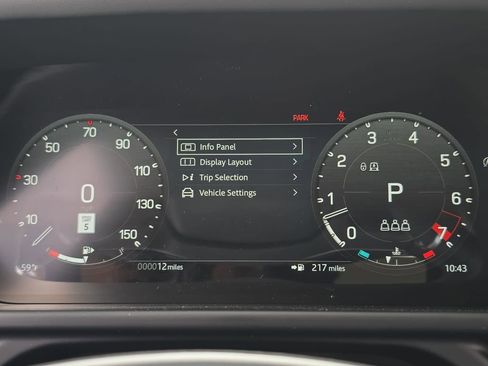 PARK
70
50
90
30
110
130
10
150
0
5
59°F
000012 miles
Info Panel
Display Layout
Trip Selection
Vehicle Settings
3
4
2
5
1
6
0
7
P
217 miles
10:43